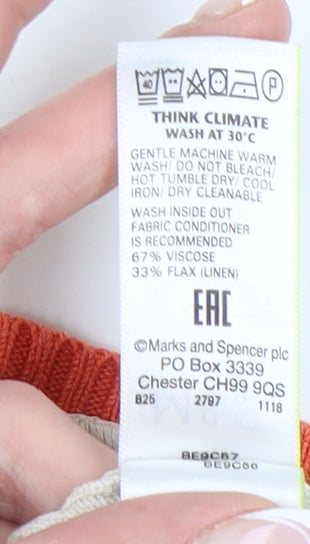 40
P
THINK CLIMATE
WASH AT 30°C
GENTLE MACHINE WARM
WASH/ DO NOT BLEACH/
HOT TUMBLE DRY/ COOL
IRON/ DRY CLEANABLE
WASH INSIDE OUT
FABRIC CONDITIONER
IS RECOMMENDED
67% VISCOSE
33% FLAX (LINEN)
EAC
©Marks and Spencer plc
PO Box 3339
Chester CH99 9QS
B25 2797 1118